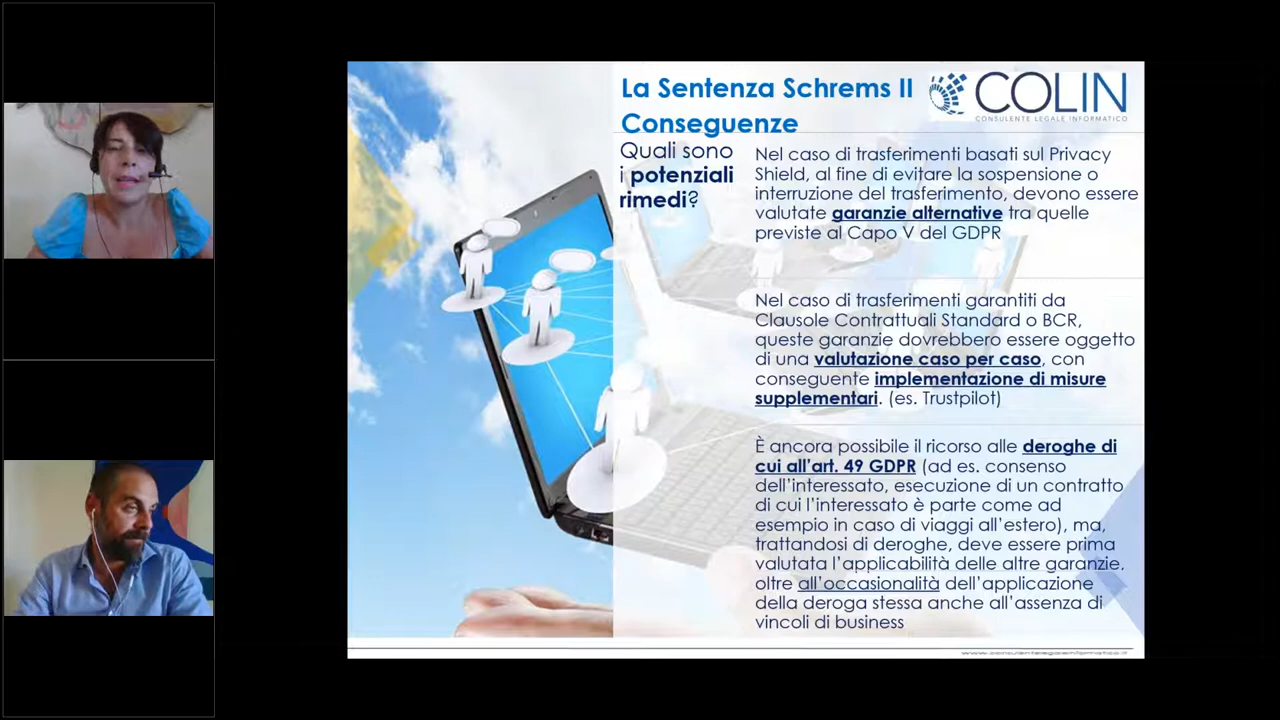 La Sentenza Schrems II
Conseguenze
COLIN
CONSULENTE LEGALE INFORMATICO
Quali sono
i potenziali
rimedi?
Nel caso di trasferimenti basati sul Privacy
Shield, al fine di evitare la sospensione o
interruzione del trasferimento, devono essere
valutate garanzie alternative tra quelle
previste al Capo V del GDPR
Nel caso di trasferimenti garantiti da
Clausole Contrattuali Standard o BCR,
queste garanzie dovrebbero essere oggetto
di una valutazione caso per caso, con
conseguente implementazione di misure
supplementari. (es. Trustpilot)
È ancora possibile il ricorso alle deroghe di
cui all'art. 49 GDPR (ad es. consenso
dell'interessato, esecuzione di un contratto
di cui l'interessato è parte come ad
esempio in caso di viaggi all'estero), ma,
trattandosi di deroghe, deve essere prima
valutata l'applicabilità delle altre garanzie,
oltre all'occasionalità dell'applicazione
della deroga stessa anche all'assenza di
vincoli di business